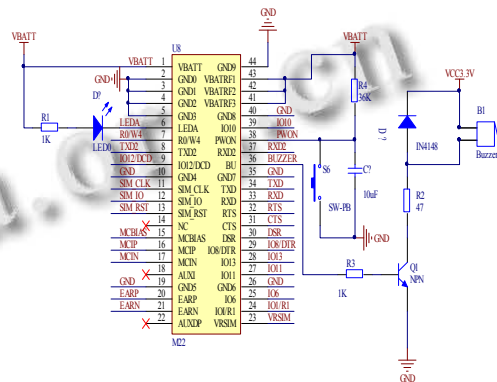 GND
VBATT
U8
VBATT
VCC3.3V
VBATT 1 VBATT GND9 44
GND 2 GND0 VBATRF1 43
3 GND1 VBATRF2 42
4 GND2 VBATRF3 41
5 GND3 GND8 40 GND
LEDA 6 LEDA IO10 39 IO10
R0/W4 7 R0/W4 PWON 38 PWON
TXD2 8 TXD2 RXD2 37 RXD2
IO12/DCD 9 IO12/DCD BU 36 BUZZER
GND 10 GND4 GND7 35 GND
SIM CLK 11 SIM_CLK TXD 34 TXD
SIM IO 12 SIM_IO RXD 33 RXD
SIM RST 13 SIM_RST RTS 32 RTS
14 NC CTS 31 CTS
MCBIAS 15 MCBIAS DSR 30 DSR
MCIP 16 MCIP IO8/DTR 29 IO8/DTR
MCIN 17 MCIN IO13 28 IO13
18 AUXI IO11 27 IO11
GND 19 GND5 GND6 26 GND
EARP 20 EARP IO6 25 IO6
EARN 21 EARN IOI/R1 24 IOI/R1
22 AUXDP VRSIM 23 VRSIM
M22
R1
1K
D?
LED0
R4
36K
S6
SW-PB
C?
10uF
GND
D ?
IN4148
B1
Buzzer
R2
47
R3
1K
Q1
NPN
GND